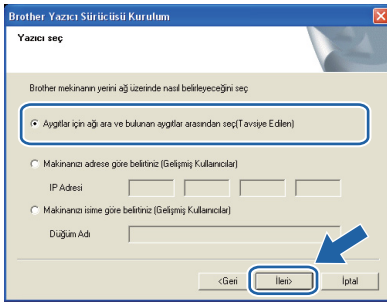 Brother Yazıcı Sürücüsü Kurulum
Yazıcı seç
Brother mekinanın yerini ağ üzerinde nasıl belirleyeceğini seç
Aygıtlar için ağı ara ve bulunan aygıtlar arasından seç(Tavsiye Edilen)
Makinanızı adrese göre belirtiniz (Gelişmiş Kullanıcılar)
IP Adresi
Makinanızı isime göre belirtiniz (Gelişmiş Kullanıcılar)
Düğüm Adı
<Geri İleri> İptal